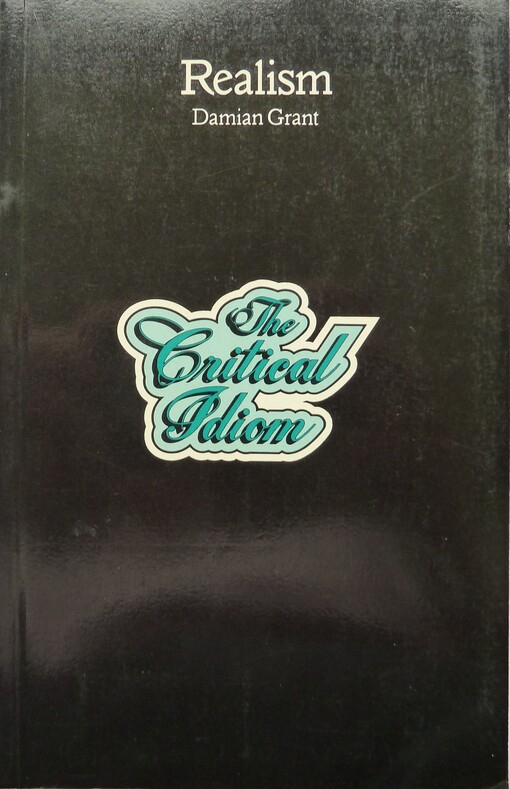 Realism
Damian Grant
The
Critical
Idiom